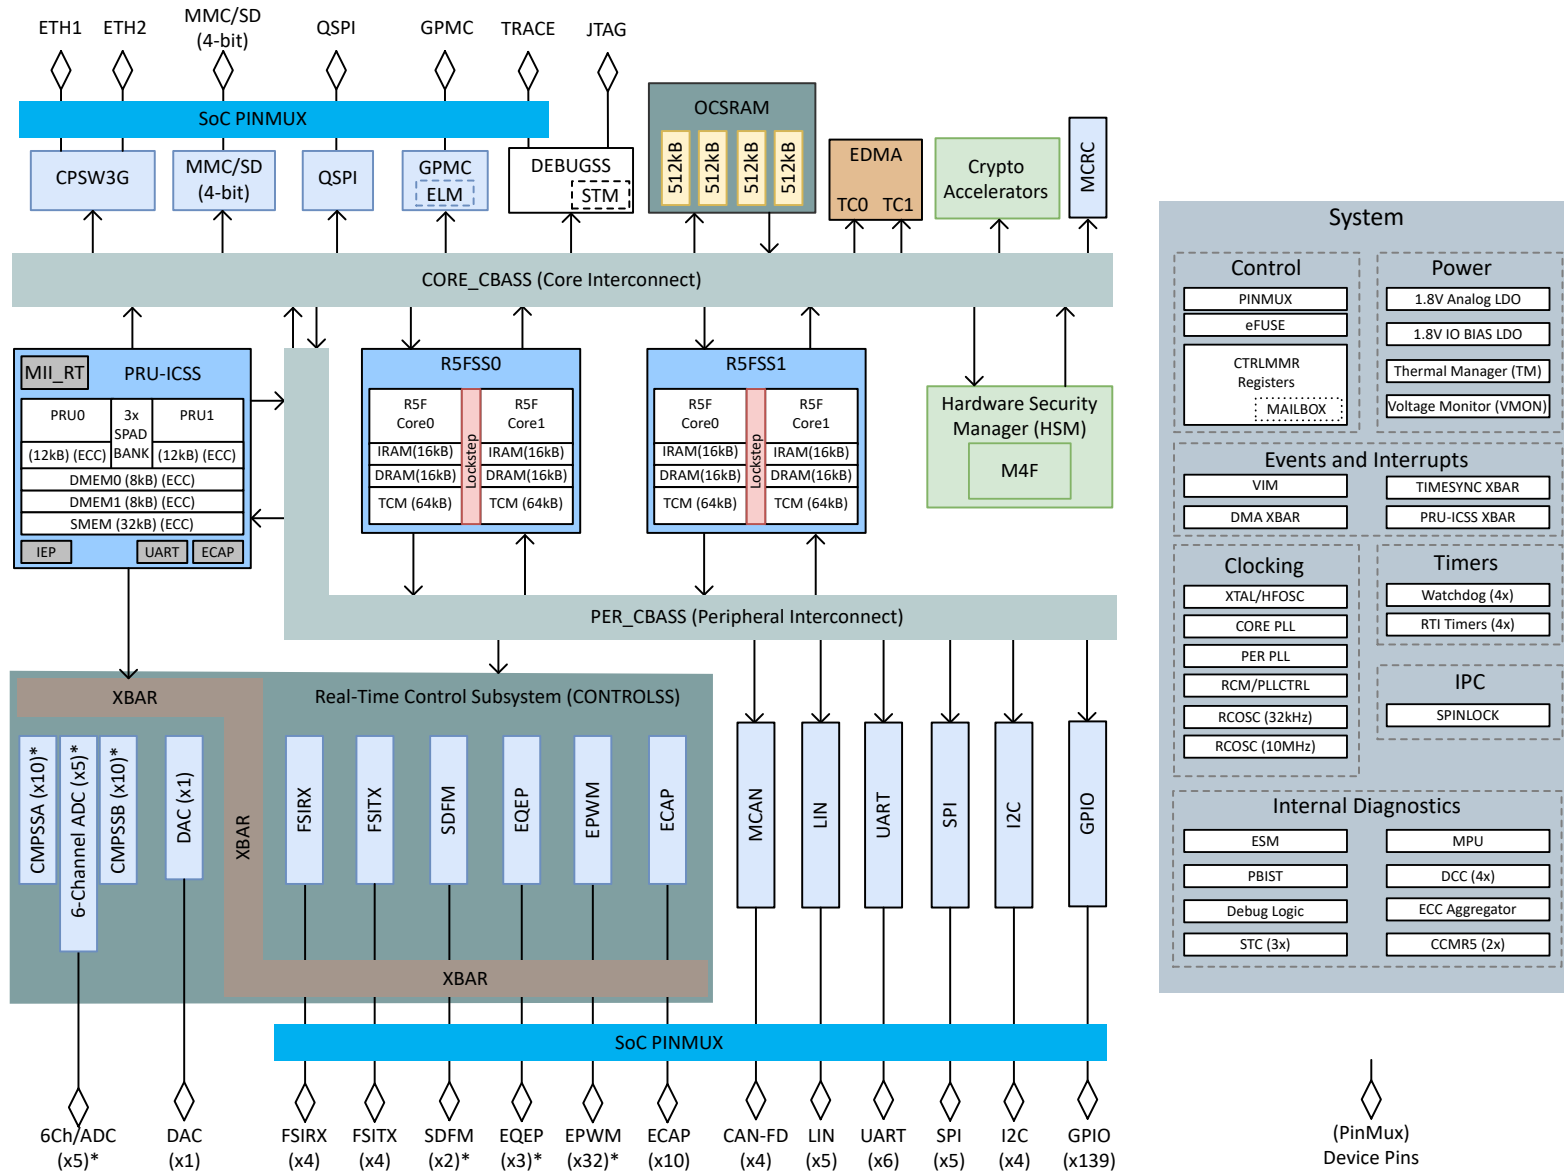 ETH1
ETH2
MMC/SD
(4-bit)
QSPI
GPMC
TRACE
JTAG
SoC PINMUX
CPSW3G
MMC/SD
(4-bit)
QSPI
GPMC
ELM
DEBUGSS
STM
OCSRAM
512kB
512kB
512kB
512kB
EDMA
TC0
TC1
Crypto
Accelerators
MCRC
CORE_CBASS (Core Interconnect)
MII_RT
PRU-ICSS
PRU0
3x
SPAD
BANK
PRU1
(12kB) (ECC)
(12kB) (ECC)
DMEM0 (8kB) (ECC)
DMEM1 (8kB) (ECC)
SMEM (32kB) (ECC)
IEP
UART
ECAP
R5FSS0
R5F
Core0
IRAM(16kB)
DRAM(16kB)
TCM (64kB)
Lockstep
R5F
Core1
IRAM(16kB)
DRAM(16kB)
TCM (64kB)
R5FSS1
R5F
Core0
IRAM(16kB)
DRAM(16kB)
TCM (64kB)
Lockstep
R5F
Core1
IRAM(16kB)
DRAM(16kB)
TCM (64kB)
Hardware Security
Manager (HSM)
M4F
PER_CBASS (Peripheral Interconnect)
XBAR
Real-Time Control Subsystem (CONTROLSS)
CMPSSA (x10)*
6-Channel ADC (x5)*
CMPSSB (x10)*
DAC (x1)
XBAR
FSIRX
FSITX
SDFM
EQEP
EPWM
ECAP
XBAR
MCAN
LIN
UART
SPI
I2C
GPIO
SoC PINMUX
6Ch/ADC
(x5)*
DAC
(x1)
FSIRX
(x4)
FSITX
(x4)
SDFM
(x2)*
EQEP
(x3)*
EPWM
(x32)*
ECAP
(x10)
CAN-FD
(x4)
LIN
(x5)
UART
(x6)
SPI
(x5)
I2C
(x4)
GPIO
(x139)
System
Control
PINMUX
eFUSE
CTRLMMR
Registers
MAILBOX
Power
1.8V Analog LDO
1.8V IO BIAS LDO
Thermal Manager (TM)
Voltage Monitor (VMON)
Events and Interrupts
VIM
TIMESYNC XBAR
DMA XBAR
PRU-ICSS XBAR
Clocking
XTAL/HFOSC
CORE PLL
PER PLL
RCM/PLLCTRL
RCOSC (32kHz)
RCOSC (10MHz)
Timers
Watchdog (4x)
RTI Timers (4x)
IPC
SPINLOCK
Internal Diagnostics
ESM
MPU
PBIST
DCC (4x)
Debug Logic
ECC Aggregator
STC (3x)
CCMR5 (2x)
(PinMux)
Device Pins